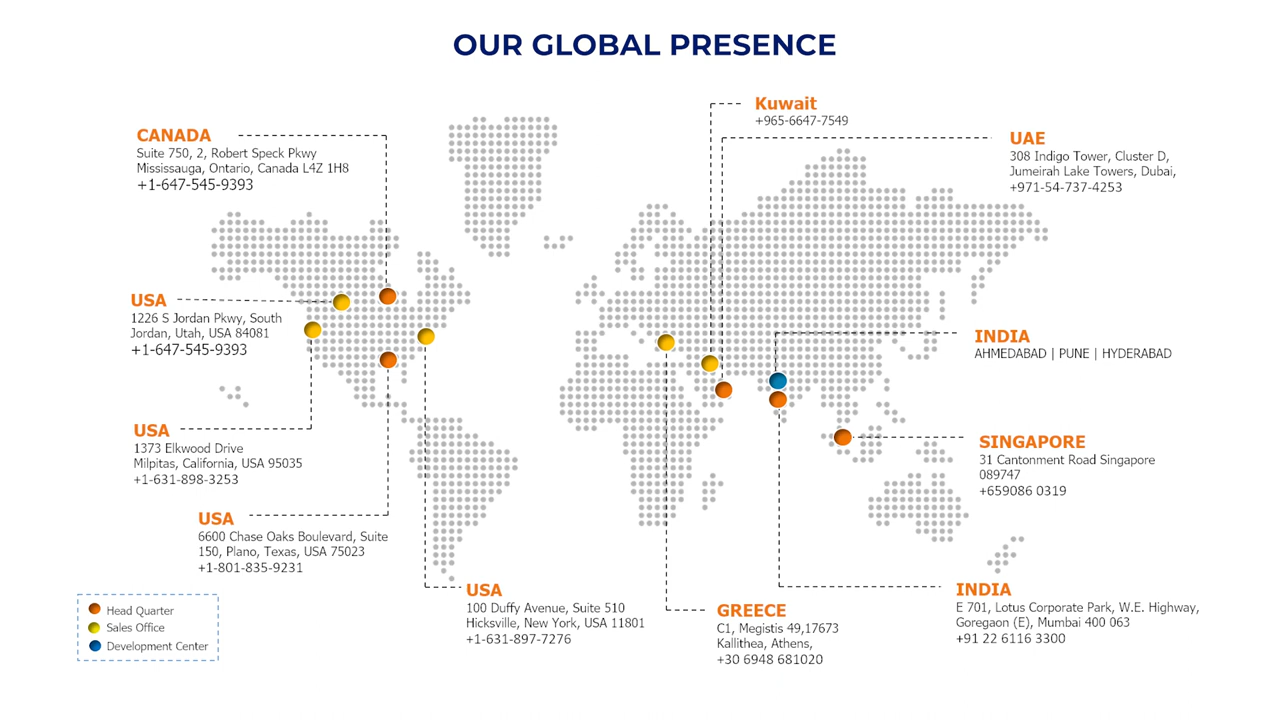 OUR GLOBAL PRESENCE
CANADA
Suite 750, 2, Robert Speck Pkwy
Mississauga, Ontario, Canada L4Z 1H8
+1-647-545-9393
Kuwait
+965-6647-7549
UAE
308 Indigo Tower, Cluster D,
Jumeirah Lake Towers, Dubai,
+971-54-737-4253
USA
1226 S Jordan Pkwy, South
Jordan, Utah, USA 84081
+1-647-545-9393
INDIA
AHMEDABAD | PUNE | HYDERABAD
USA
1373 Elkwood Drive
Milpitas, California, USA 95035
+1-631-898-3253
SINGAPORE
31 Cantonment Road Singapore
089747
+659086 0319
USA
6600 Chase Oaks Boulevard, Suite
150, Plano, Texas, USA 75023
+1-801-835-9231
USA
100 Duffy Avenue, Suite 510
Hicksville, New York, USA 11801
+1-631-897-7276
GREECE
C1, Megistis 49,17673
Kallithea, Athens,
+30 6948 681020
INDIA
E 701, Lotus Corporate Park, W.E. Highway,
Goregaon (E), Mumbai 400 063
+91 22 6116 3300
Head Quarter
Sales Office
Development Center